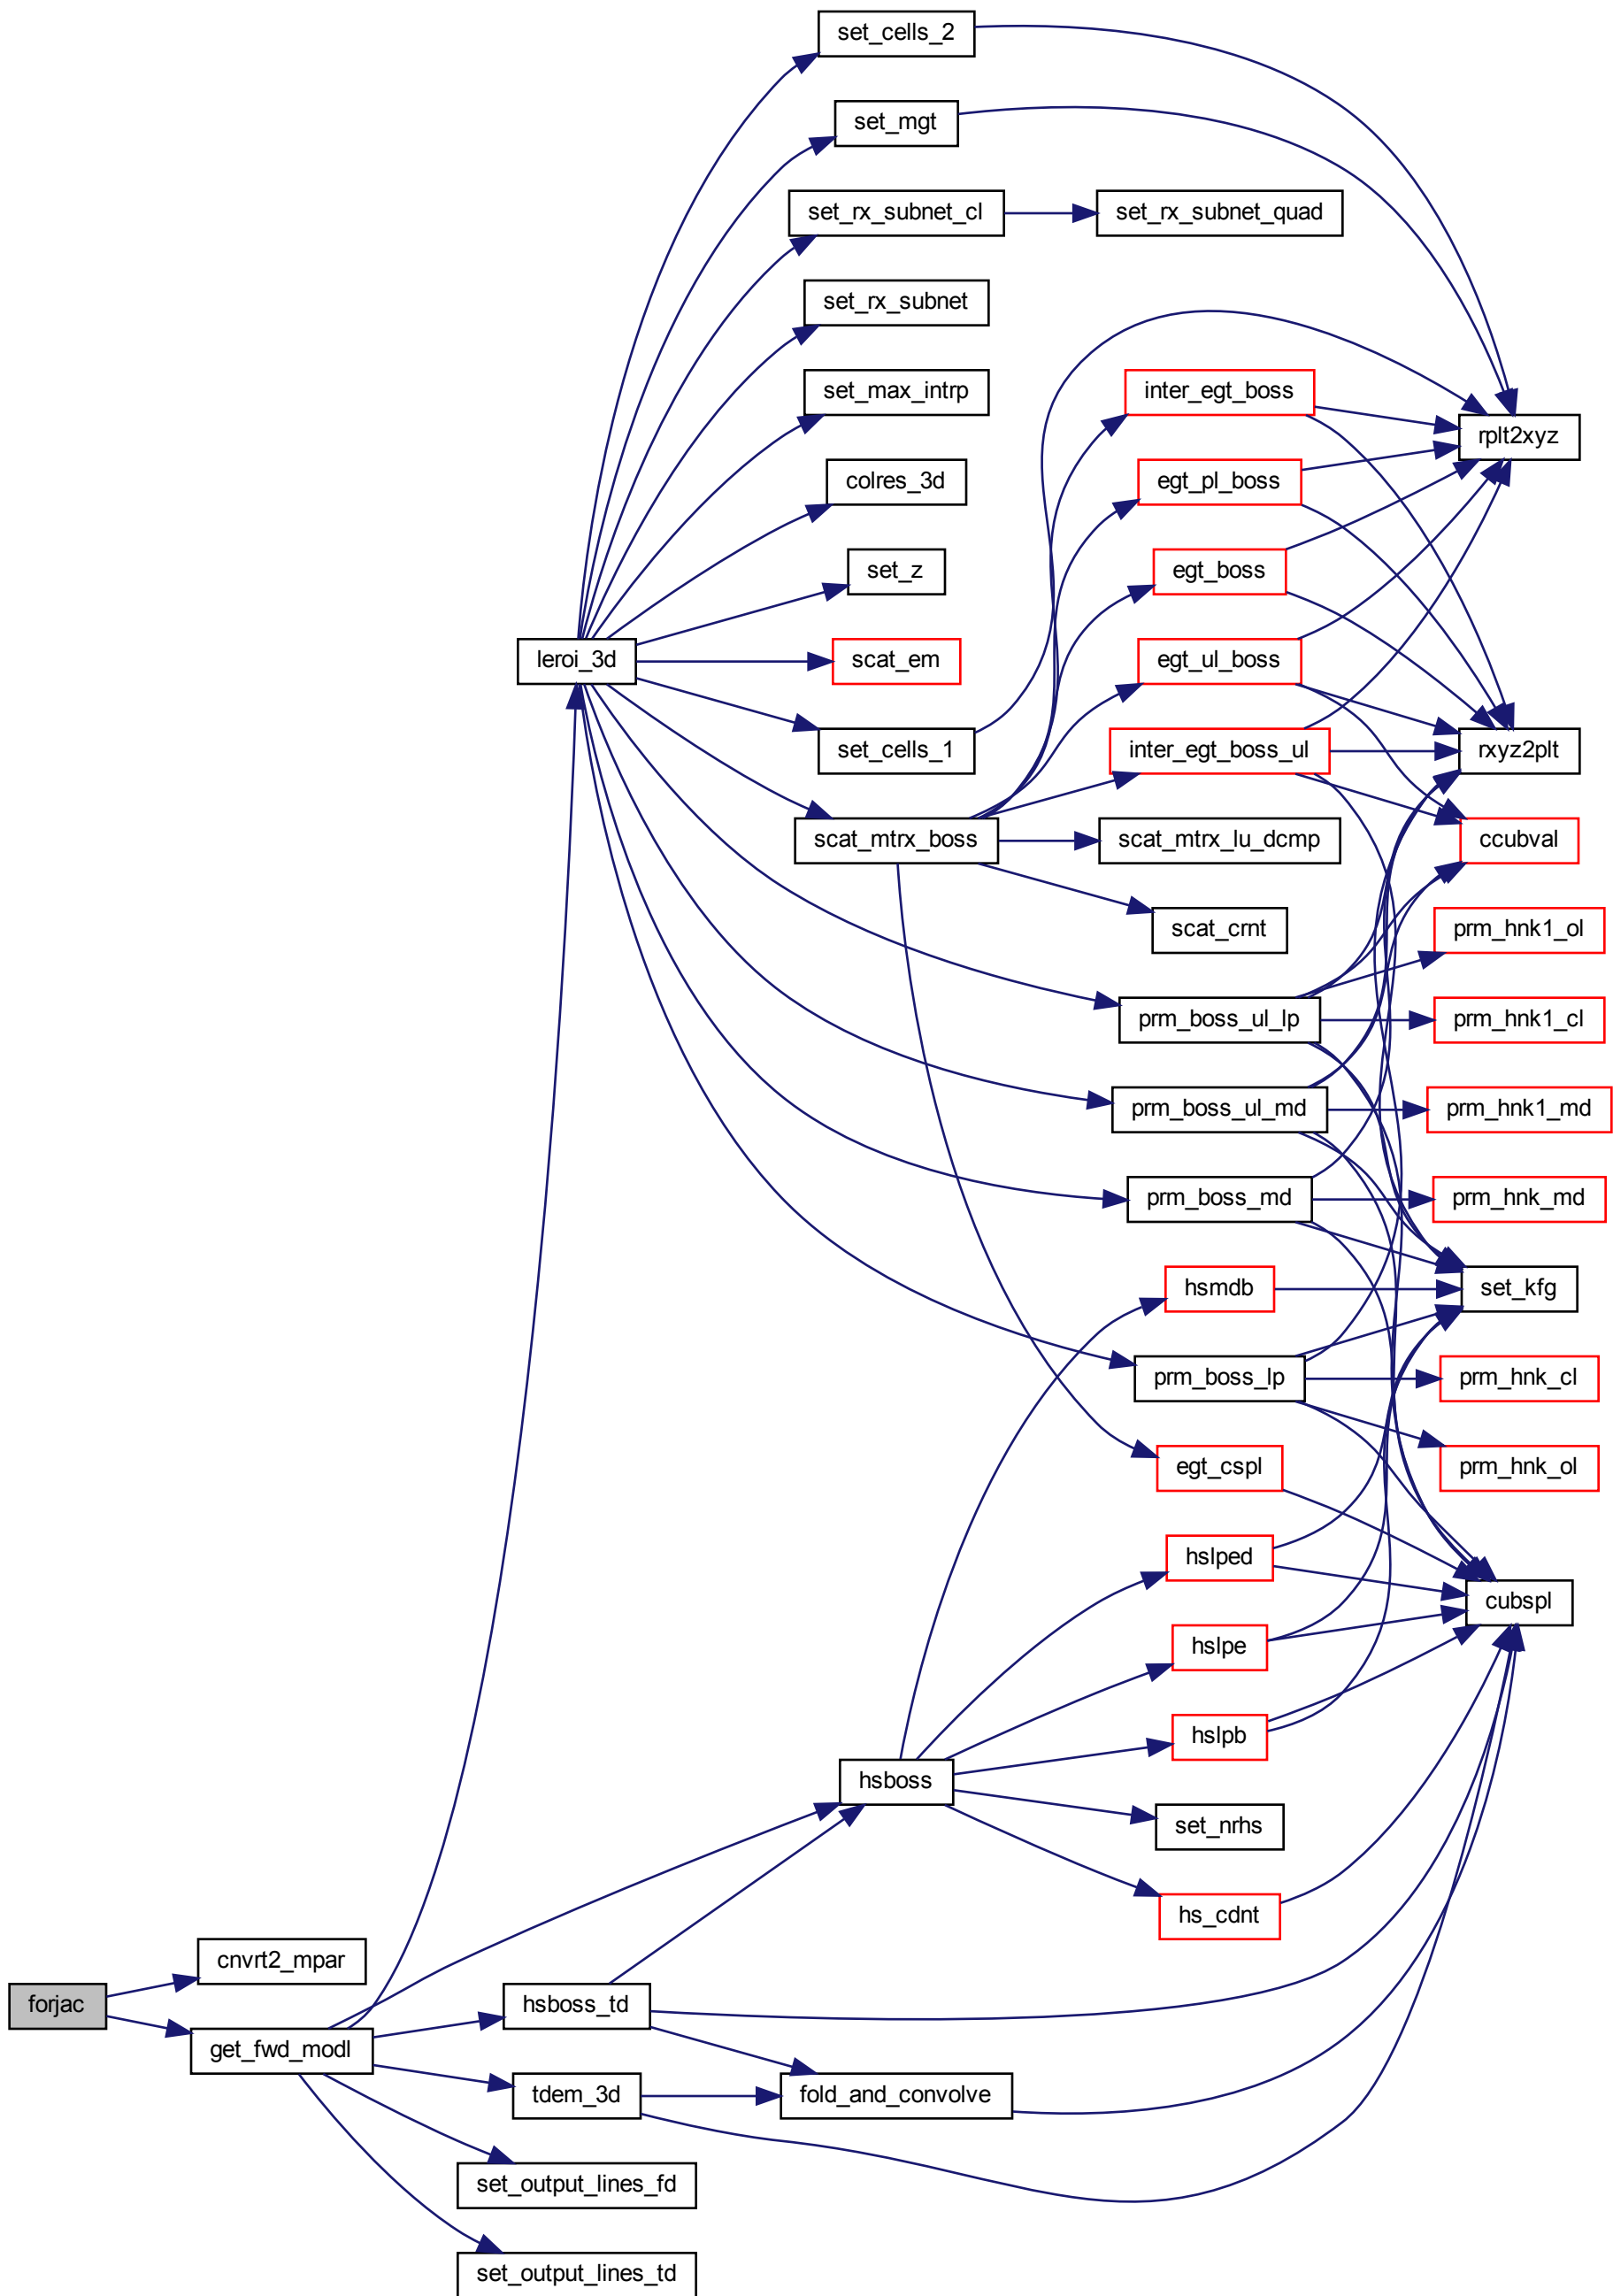 set_cells_2
set_mgt
set_rx_subnet_cl
set_rx_subnet_quad
set_rx_subnet
set_max_intrp
inter_egt_boss
rplt2xyz
colres_3d
egt_pl_boss
set_z
egt_boss
leroi_3d
scat_em
egt_ul_boss
set_cells_1
inter_egt_boss_ul
rxyz2plt
scat_mtrx_boss
scat_mtrx_lu_dcmp
ccubval
scat_crnt
prm_hnk1_ol
prm_boss_ul_lp
prm_hnk1_cl
prm_boss_ul_md
prm_hnk1_md
prm_boss_md
prm_hnk_md
hsmdb
set_kfg
prm_boss_lp
prm_hnk_cl
egt_cspl
prm_hnk_ol
hslped
cubspl
hslpe
hslpb
hsboss
set_nrhs
hs_cdnt
cnvrt2_mpar
forjac
hsboss_td
get_fwd_modl
tdem_3d
fold_and_convolve
set_output_lines_fd
set_output_lines_td